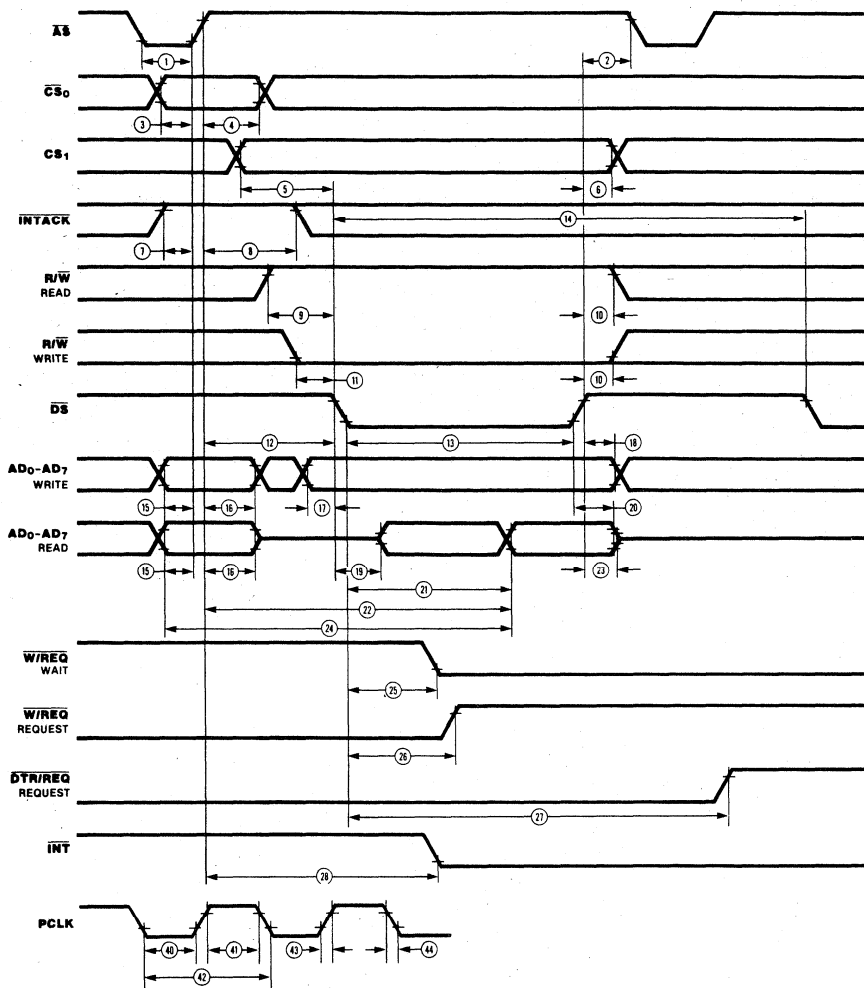 AS
1
2
CS0
3
4
CS1
5
6
INTACK
14
7
8
R/W
READ
9
10
R/W
WRITE
11
10
DS
12
13
18
AD0-AD7
WRITE
15
16
17
20
AD0-AD7
READ
15
16
19
23
21
22
24
W/REQ
WAIT
25
W/REQ
REQUEST
26
DTR/REQ
REQUEST
27
INT
28
PCLK
40
41
43
44
42